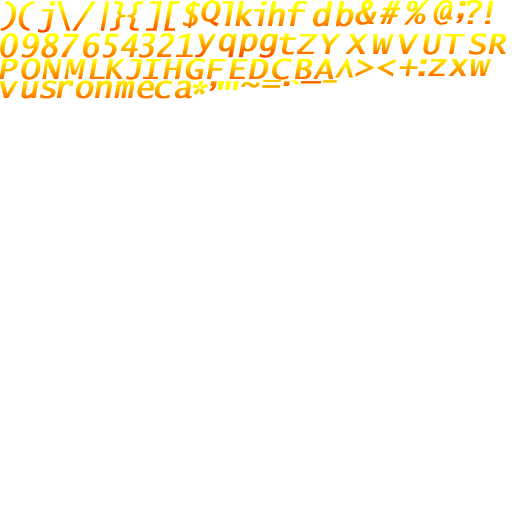 )(j\/|}{][$Qlkihfdb&#%@;?!
0987654321yqpgtZYXWVUTSR
PONMLKJIHGFEDCBA^><+:zxw
vusronmeca*,"~=.`_-